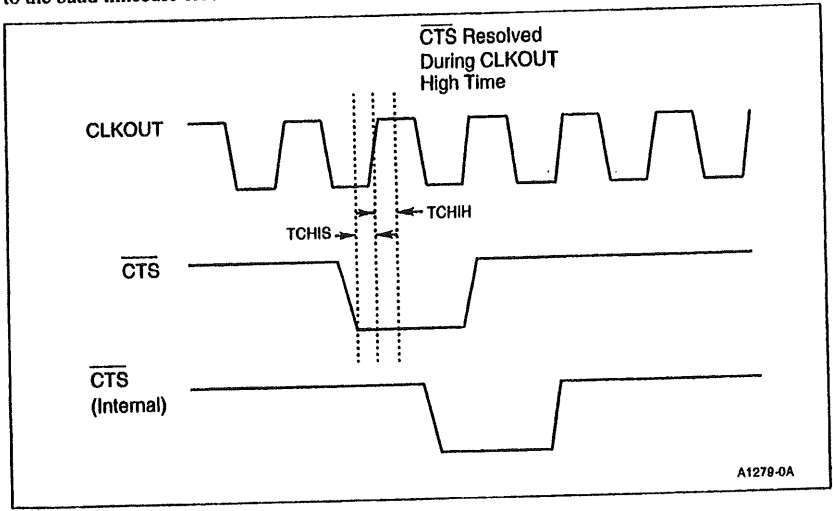 CTS Resolved
During CLKOUT
High Time
CLKOUT
TCHIH
TCHIS
CTS
CTS
(Internal)
A1279-0A